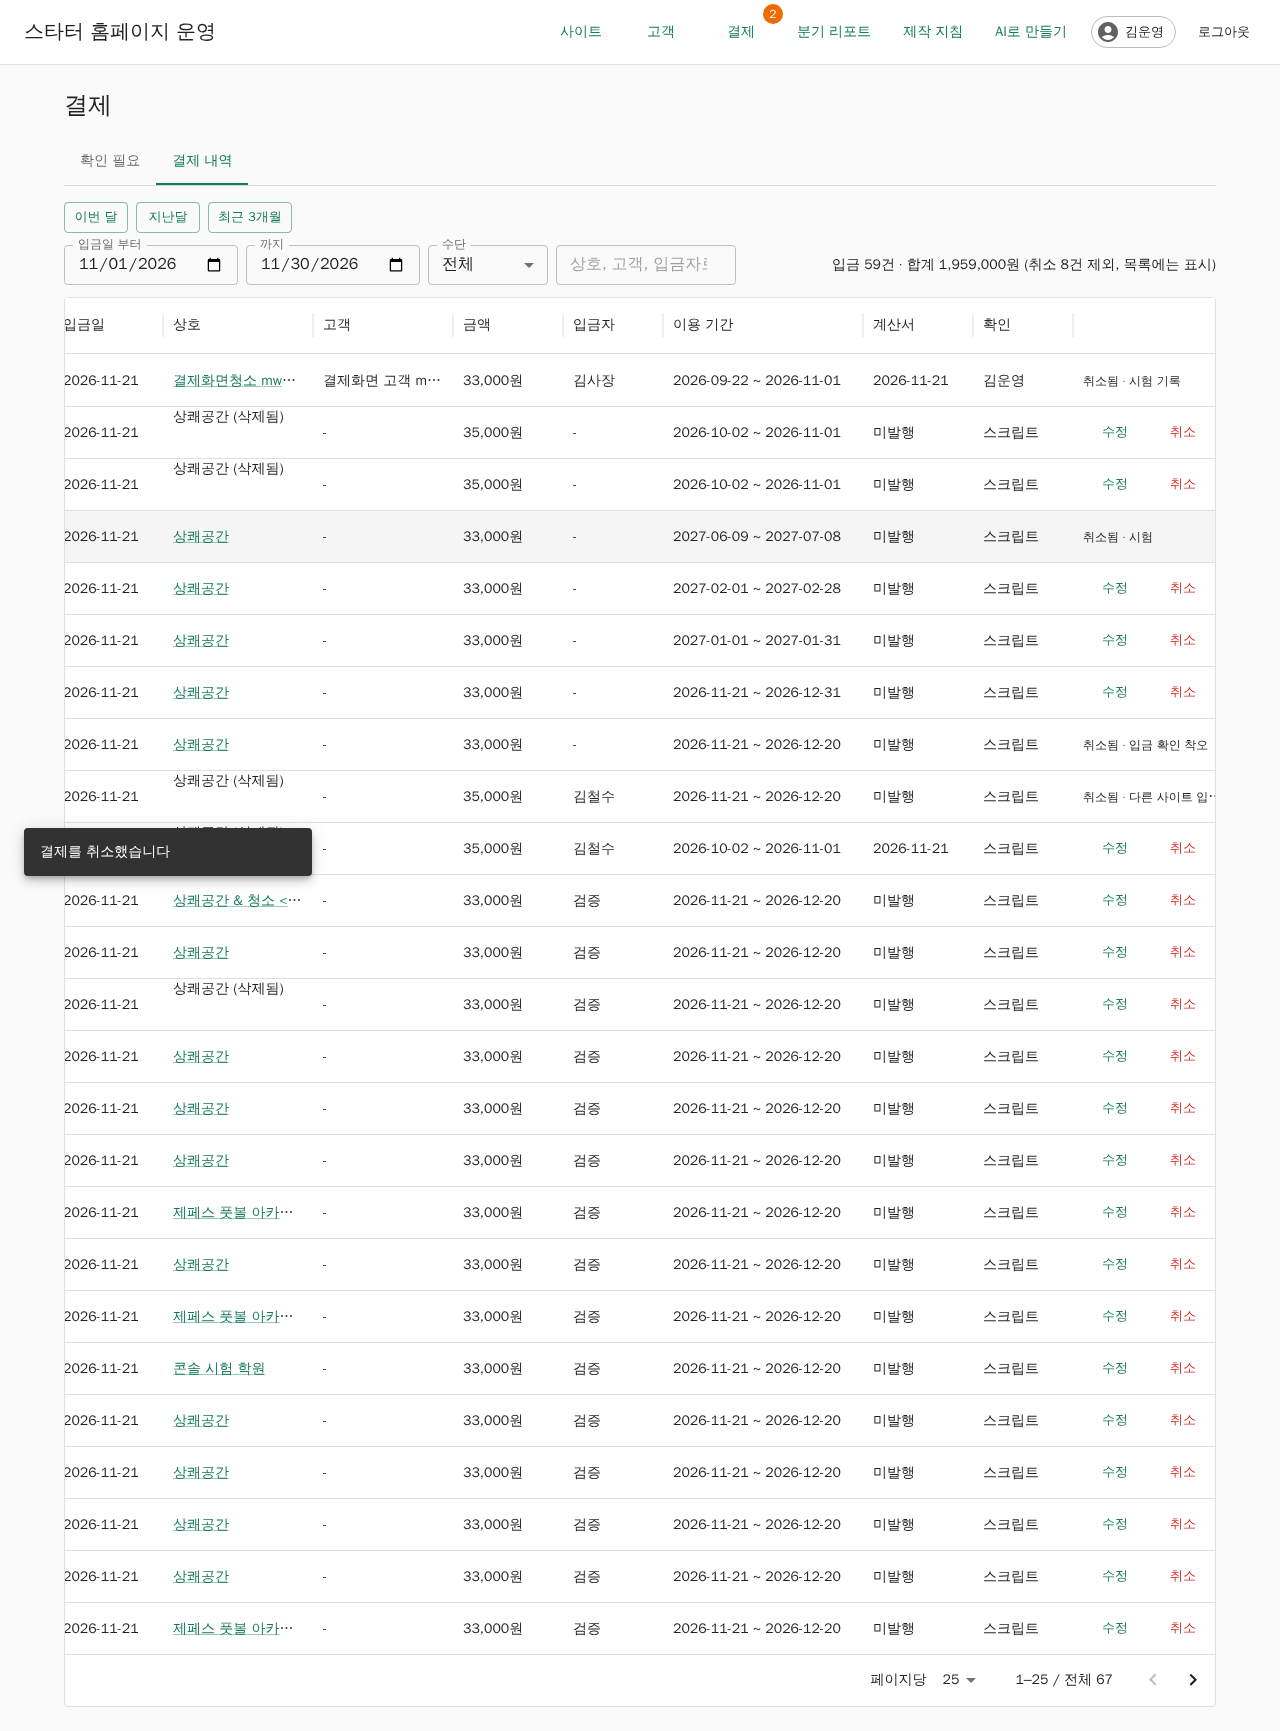 스타터 홈페이지 운영
사이트 고객 결제 2 분기 리포트 제작 지침 AI로 만들기 김운영 로그아웃
결제
확인 필요 결제 내역
이번 달 지난달 최근 3개월
입금일 부터 까지 수단
11/01/2026 11/30/2026 전체 상호, 고객, 입금자 입금 59건 · 합계 1,959,000원 (취소 8건 제외, 목록에는 표시)
입금일 상호 고객 금액 입금자 이용 기간 계산서 확인
2026-11-21 결제화면청소 mw… 결제화면 고객 m… 33,000원 김사장 2026-09-22 ~ 2026-11-01 2026-11-21 김운영 취소됨 · 시험 기록
2026-11-21 상쾌공간 (삭제됨) - 35,000원 - 2026-10-02 ~ 2026-11-01 미발행 스크립트 수정 취소
2026-11-21 상쾌공간 (삭제됨) - 35,000원 - 2026-10-02 ~ 2026-11-01 미발행 스크립트 수정 취소
2026-11-21 상쾌공간 - 33,000원 - 2027-06-09 ~ 2027-07-08 미발행 스크립트 취소됨 · 시험
2026-11-21 상쾌공간 - 33,000원 - 2027-02-01 ~ 2027-02-28 미발행 스크립트 수정 취소
2026-11-21 상쾌공간 - 33,000원 - 2027-01-01 ~ 2027-01-31 미발행 스크립트 수정 취소
2026-11-21 상쾌공간 - 33,000원 - 2026-11-21 ~ 2026-12-31 미발행 스크립트 수정 취소
2026-11-21 상쾌공간 - 33,000원 - 2026-11-21 ~ 2026-12-20 미발행 스크립트 취소됨 · 입금 확인 착오
2026-11-21 상쾌공간 (삭제됨) - 35,000원 김철수 2026-11-21 ~ 2026-12-20 미발행 스크립트 취소됨 · 다른 사이트 입…
결제를 취소했습니다 - 35,000원 김철수 2026-10-02 ~ 2026-11-01 2026-11-21 스크립트 수정 취소
2026-11-21 상쾌공간 & 청소 <… - 33,000원 검증 2026-11-21 ~ 2026-12-20 미발행 스크립트 수정 취소
2026-11-21 상쾌공간 - 33,000원 검증 2026-11-21 ~ 2026-12-20 미발행 스크립트 수정 취소
2026-11-21 상쾌공간 (삭제됨) - 33,000원 검증 2026-11-21 ~ 2026-12-20 미발행 스크립트 수정 취소
2026-11-21 상쾌공간 - 33,000원 검증 2026-11-21 ~ 2026-12-20 미발행 스크립트 수정 취소
2026-11-21 상쾌공간 - 33,000원 검증 2026-11-21 ~ 2026-12-20 미발행 스크립트 수정 취소
2026-11-21 상쾌공간 - 33,000원 검증 2026-11-21 ~ 2026-12-20 미발행 스크립트 수정 취소
2026-11-21 제페스 풋볼 아카… - 33,000원 검증 2026-11-21 ~ 2026-12-20 미발행 스크립트 수정 취소
2026-11-21 상쾌공간 - 33,000원 검증 2026-11-21 ~ 2026-12-20 미발행 스크립트 수정 취소
2026-11-21 제페스 풋볼 아카… - 33,000원 검증 2026-11-21 ~ 2026-12-20 미발행 스크립트 수정 취소
2026-11-21 콘솔 시험 학원 - 33,000원 검증 2026-11-21 ~ 2026-12-20 미발행 스크립트 수정 취소
2026-11-21 상쾌공간 - 33,000원 검증 2026-11-21 ~ 2026-12-20 미발행 스크립트 수정 취소
2026-11-21 상쾌공간 - 33,000원 검증 2026-11-21 ~ 2026-12-20 미발행 스크립트 수정 취소
2026-11-21 상쾌공간 - 33,000원 검증 2026-11-21 ~ 2026-12-20 미발행 스크립트 수정 취소
2026-11-21 상쾌공간 - 33,000원 검증 2026-11-21 ~ 2026-12-20 미발행 스크립트 수정 취소
2026-11-21 제페스 풋볼 아카… - 33,000원 검증 2026-11-21 ~ 2026-12-20 미발행 스크립트 수정 취소
페이지당 25 1–25 / 전체 67